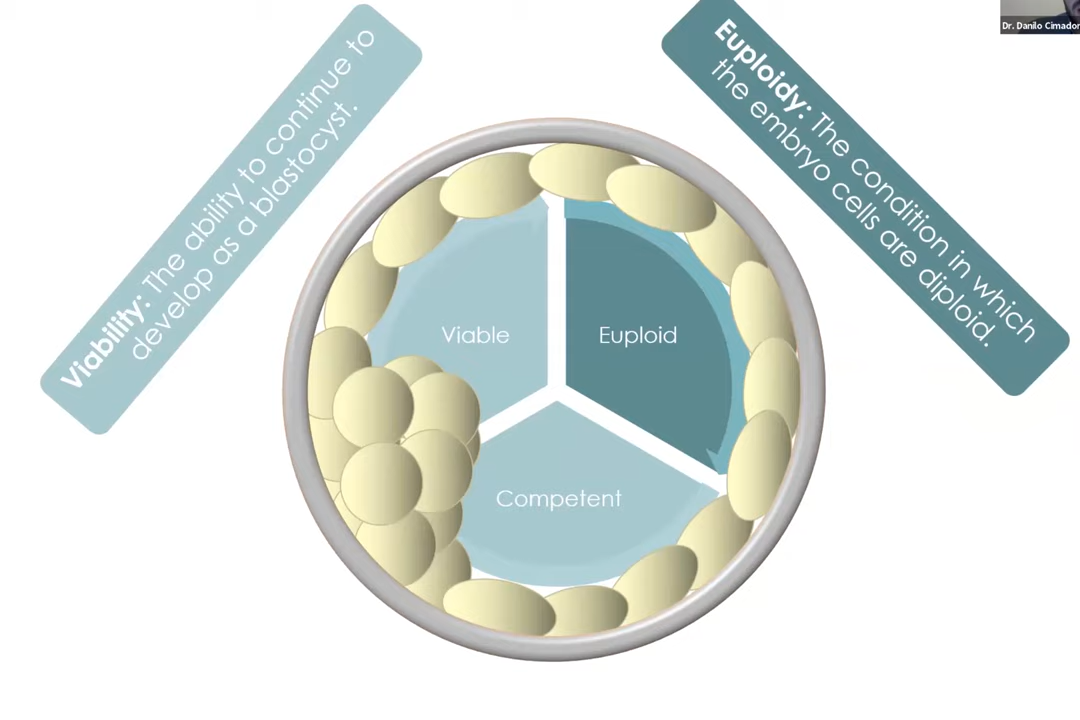 Viability: The ability to continue to
develop as a blastocyst.
Euploidy: The condition in which
the embryo cells are diploid.
Dr. Danilo Cimador
Viable
Euploid
Competent